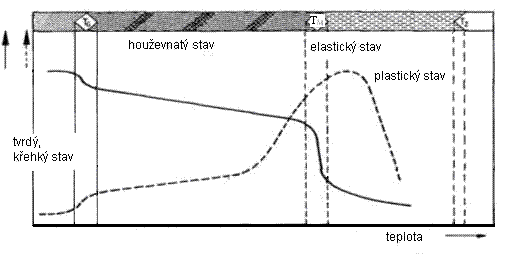 houževnatý stav
elastický stav
plastický stav
tvrdý,
křehký stav
teplota